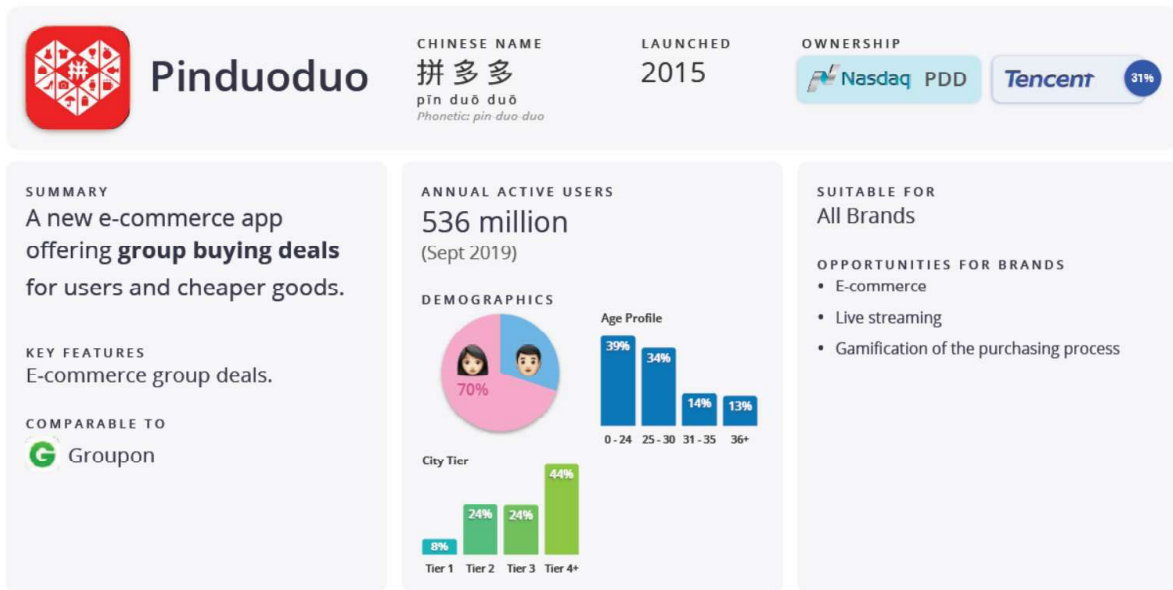 拼
Pinduoduo
CHINESE NAME
拼多多
pīn duō duō
Phonetic: pin duo duo
LAUNCHED
2015
OWNERSHIP
Nasdaq PDD
Tencent
31%
SUMMARY
A new e-commerce app
offering group buying deals
for users and cheaper goods.
KEY FEATURES
E-commerce group deals.
COMPARABLE TO
G Groupon
ANNUAL ACTIVE USERS
536 million
(Sept 2019)
DEMOGRAPHICS
70%
Age Profile
39%
34%
14%
13%
0 - 24 25 - 30 31 - 35 36+
City Tier
8%
24%
24%
44%
Tier 1 Tier 2 Tier 3 Tier 4+
SUITABLE FOR
All Brands
OPPORTUNITIES FOR BRANDS
• E-commerce
• Live streaming
• Gamification of the purchasing process